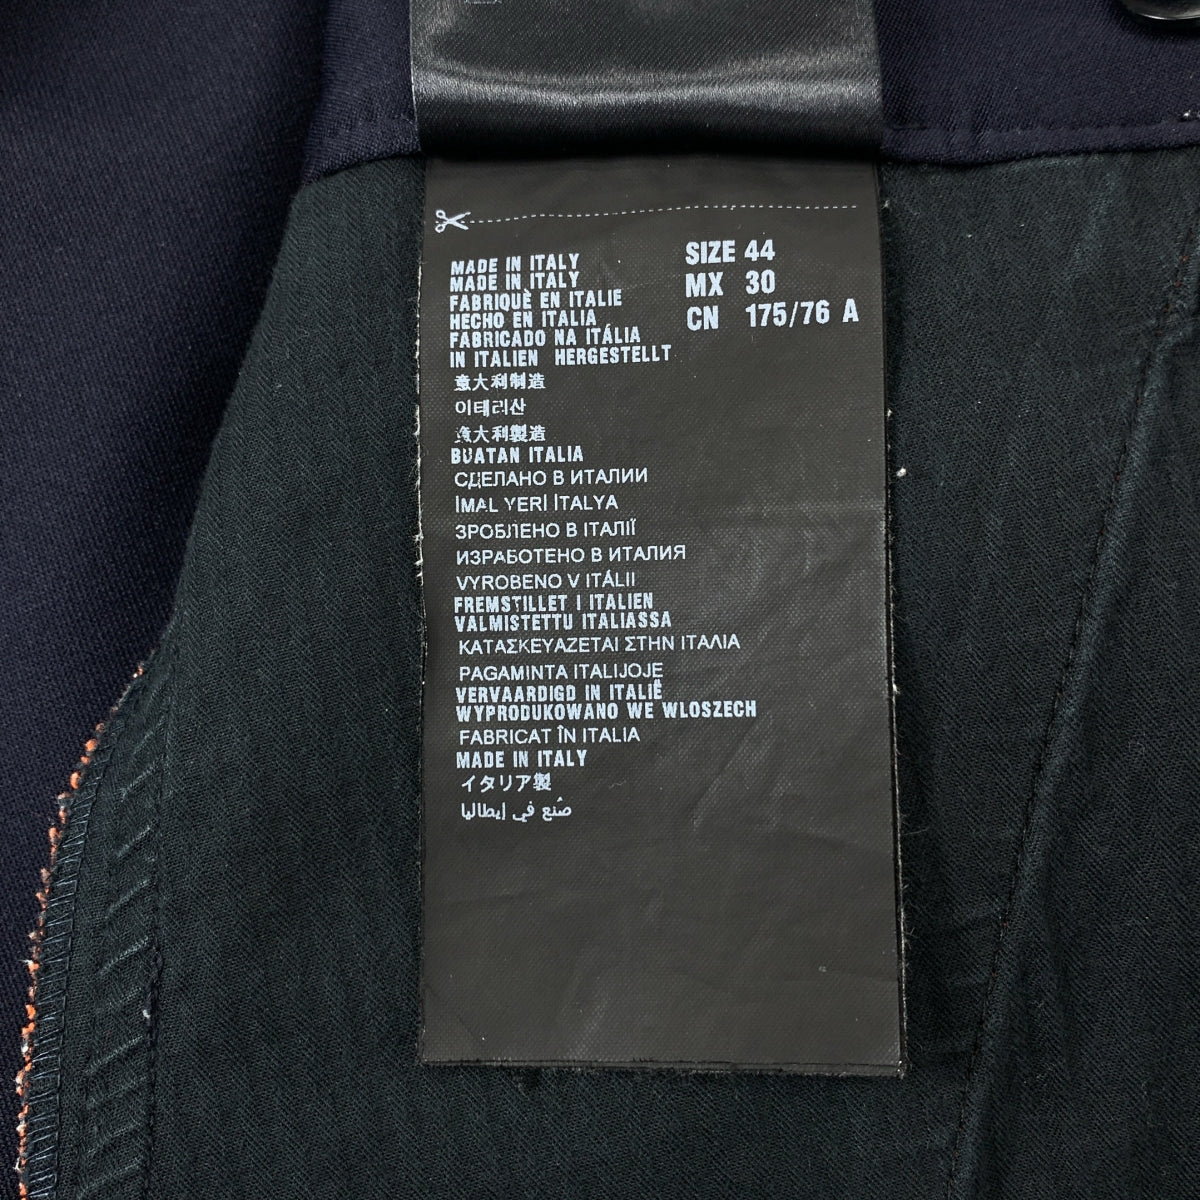 MADE IN ITALY
MADE IN ITALY
FABRIQUÈ EN ITALIE
HECHO EN ITALIA
FABRICADO NA ITÁLIA
IN ITALIEN HERGESTELLT
意大利制造
이태리산
意大利製造
BUATAN ITALIA
СДЕЛАНО В ИТАЛИИ
İMAL YERİ İTALYA
ЗРОБЛЕНО В ІТАЛІЇ
ИЗРАБОТЕНО В ИТАЛИЯ
VYROBENO V ITÁLII
FREMSTILLET I ITALIEN
VALMISTETTU ITALIASSA
ΚΑΤΑΣΚΕΥΑΖΕΤΑΙ ΣΤΗΝ ΙΤΑΛΙΑ
PAGAMINTA ITALIJOJE
VERVAARDIGD IN ITALIË
WYPRODUKOWANO WE WLOSZECH
FABRICAT ÎN ITALIA
MADE IN ITALY
イタリア製
صُنع في إيطاليا
SIZE 44
MX 30
CN 175/76 A